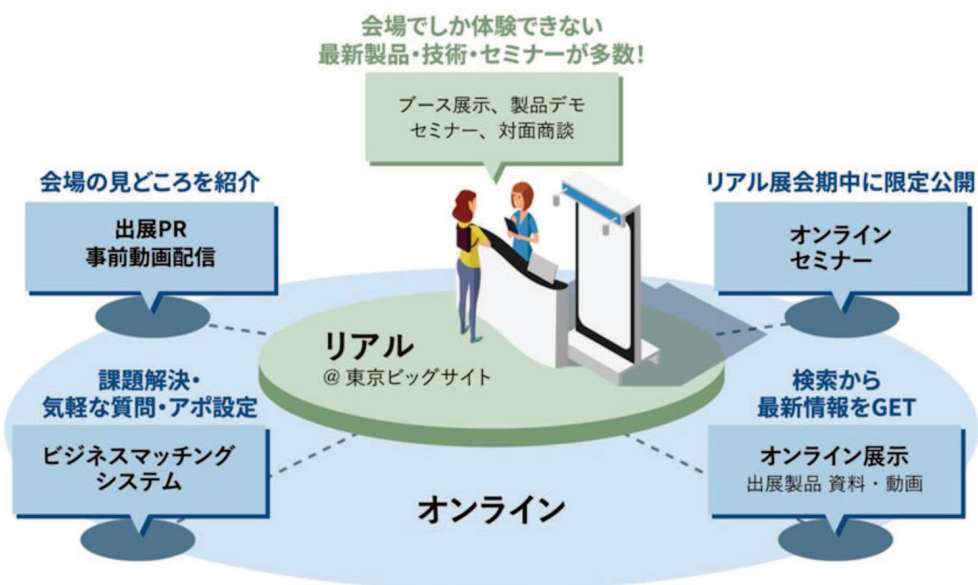 会場でしか体験できない
最新製品・技術・セミナーが多数！
ブース展示、製品デモ
セミナー、対面商談
会場の見どころを紹介
出展PR
事前動画配信
リアル展会期中に限定公開
オンライン
セミナー
リアル
@ 東京ビッグサイト
課題解決・
気軽な質問・アポ設定
ビジネスマッチング
システム
検索から
最新情報をGET
オンライン展示
出展製品 資料・動画
オンライン